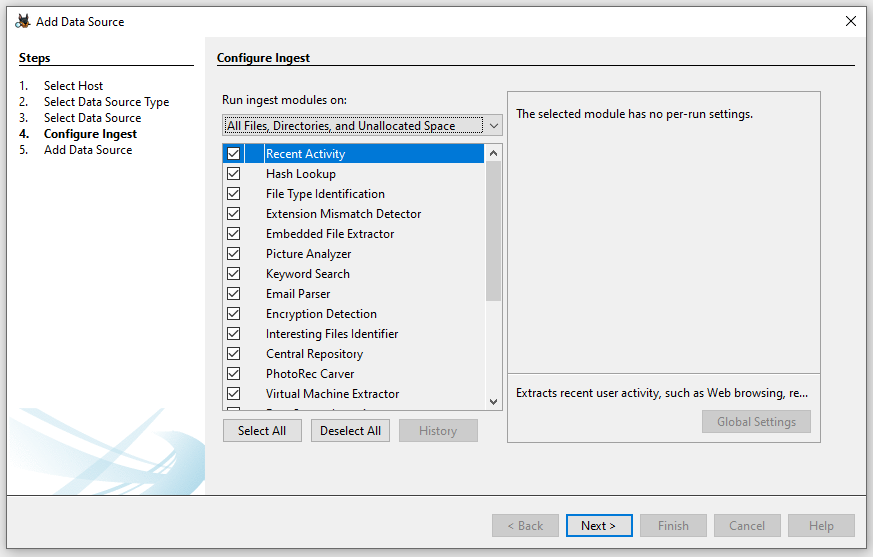 Add Data Source
Steps
1. Select Host
2. Select Data Source Type
3. Select Data Source
4. Configure Ingest
5. Add Data Source
Configure Ingest
Run ingest modules on:
All Files, Directories, and Unallocated Space
Recent Activity
Hash Lookup
File Type Identification
Extension Mismatch Detector
Embedded File Extractor
Picture Analyzer
Keyword Search
Email Parser
Encryption Detection
Interesting Files Identifier
Central Repository
PhotoRec Carver
Virtual Machine Extractor
Select All
Deselect All
History
The selected module has no per-run settings.
Extracts recent user activity, such as Web browsing, re...
Global Settings
< Back
Next >
Finish
Cancel
Help